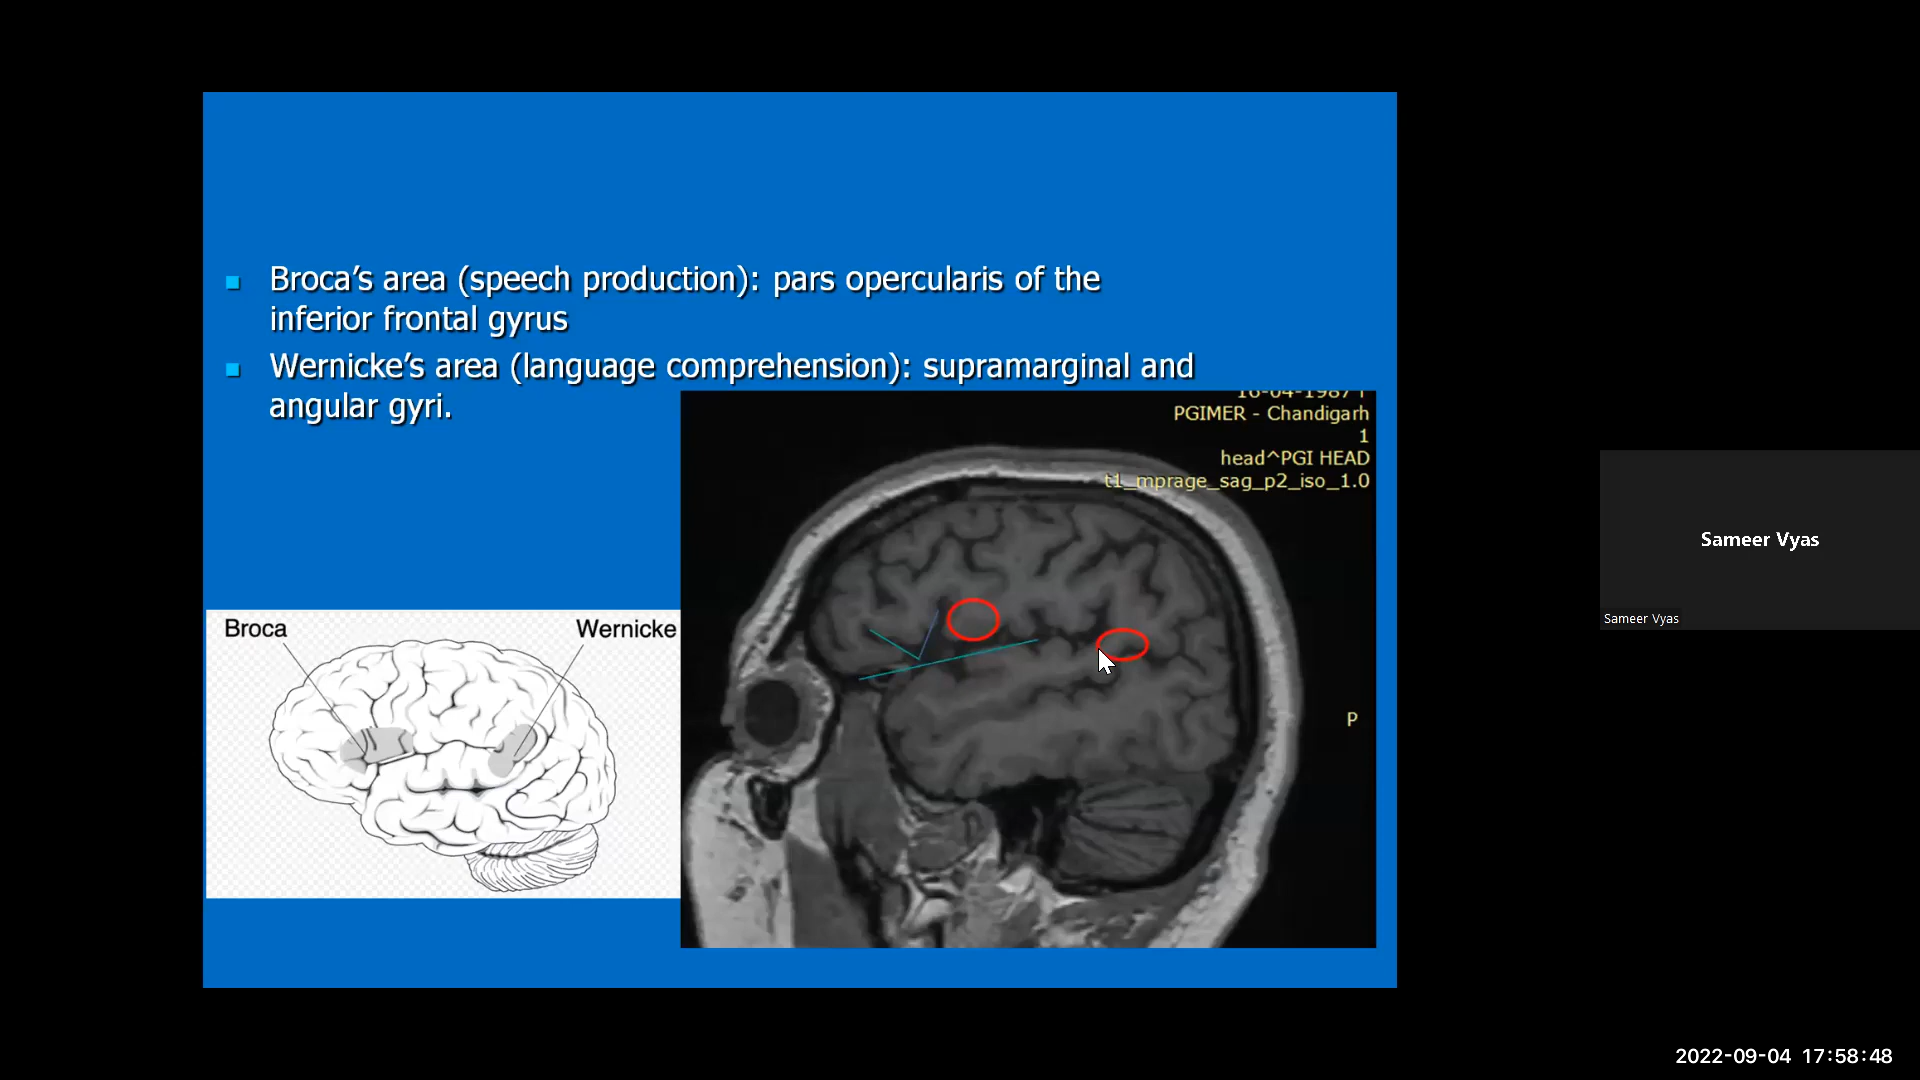 Broca’s area (speech production): pars opercularis of the
inferior frontal gyrus
Wernicke’s area (language comprehension): supramarginal and
angular gyri.
PGIMER - Chandigarh
1
head^PGI HEAD
t1_mprage_sag_p2_iso_1.0
P
Broca
Wernicke
Sameer Vyas
Sameer Vyas
2022-09-04 17:58:48